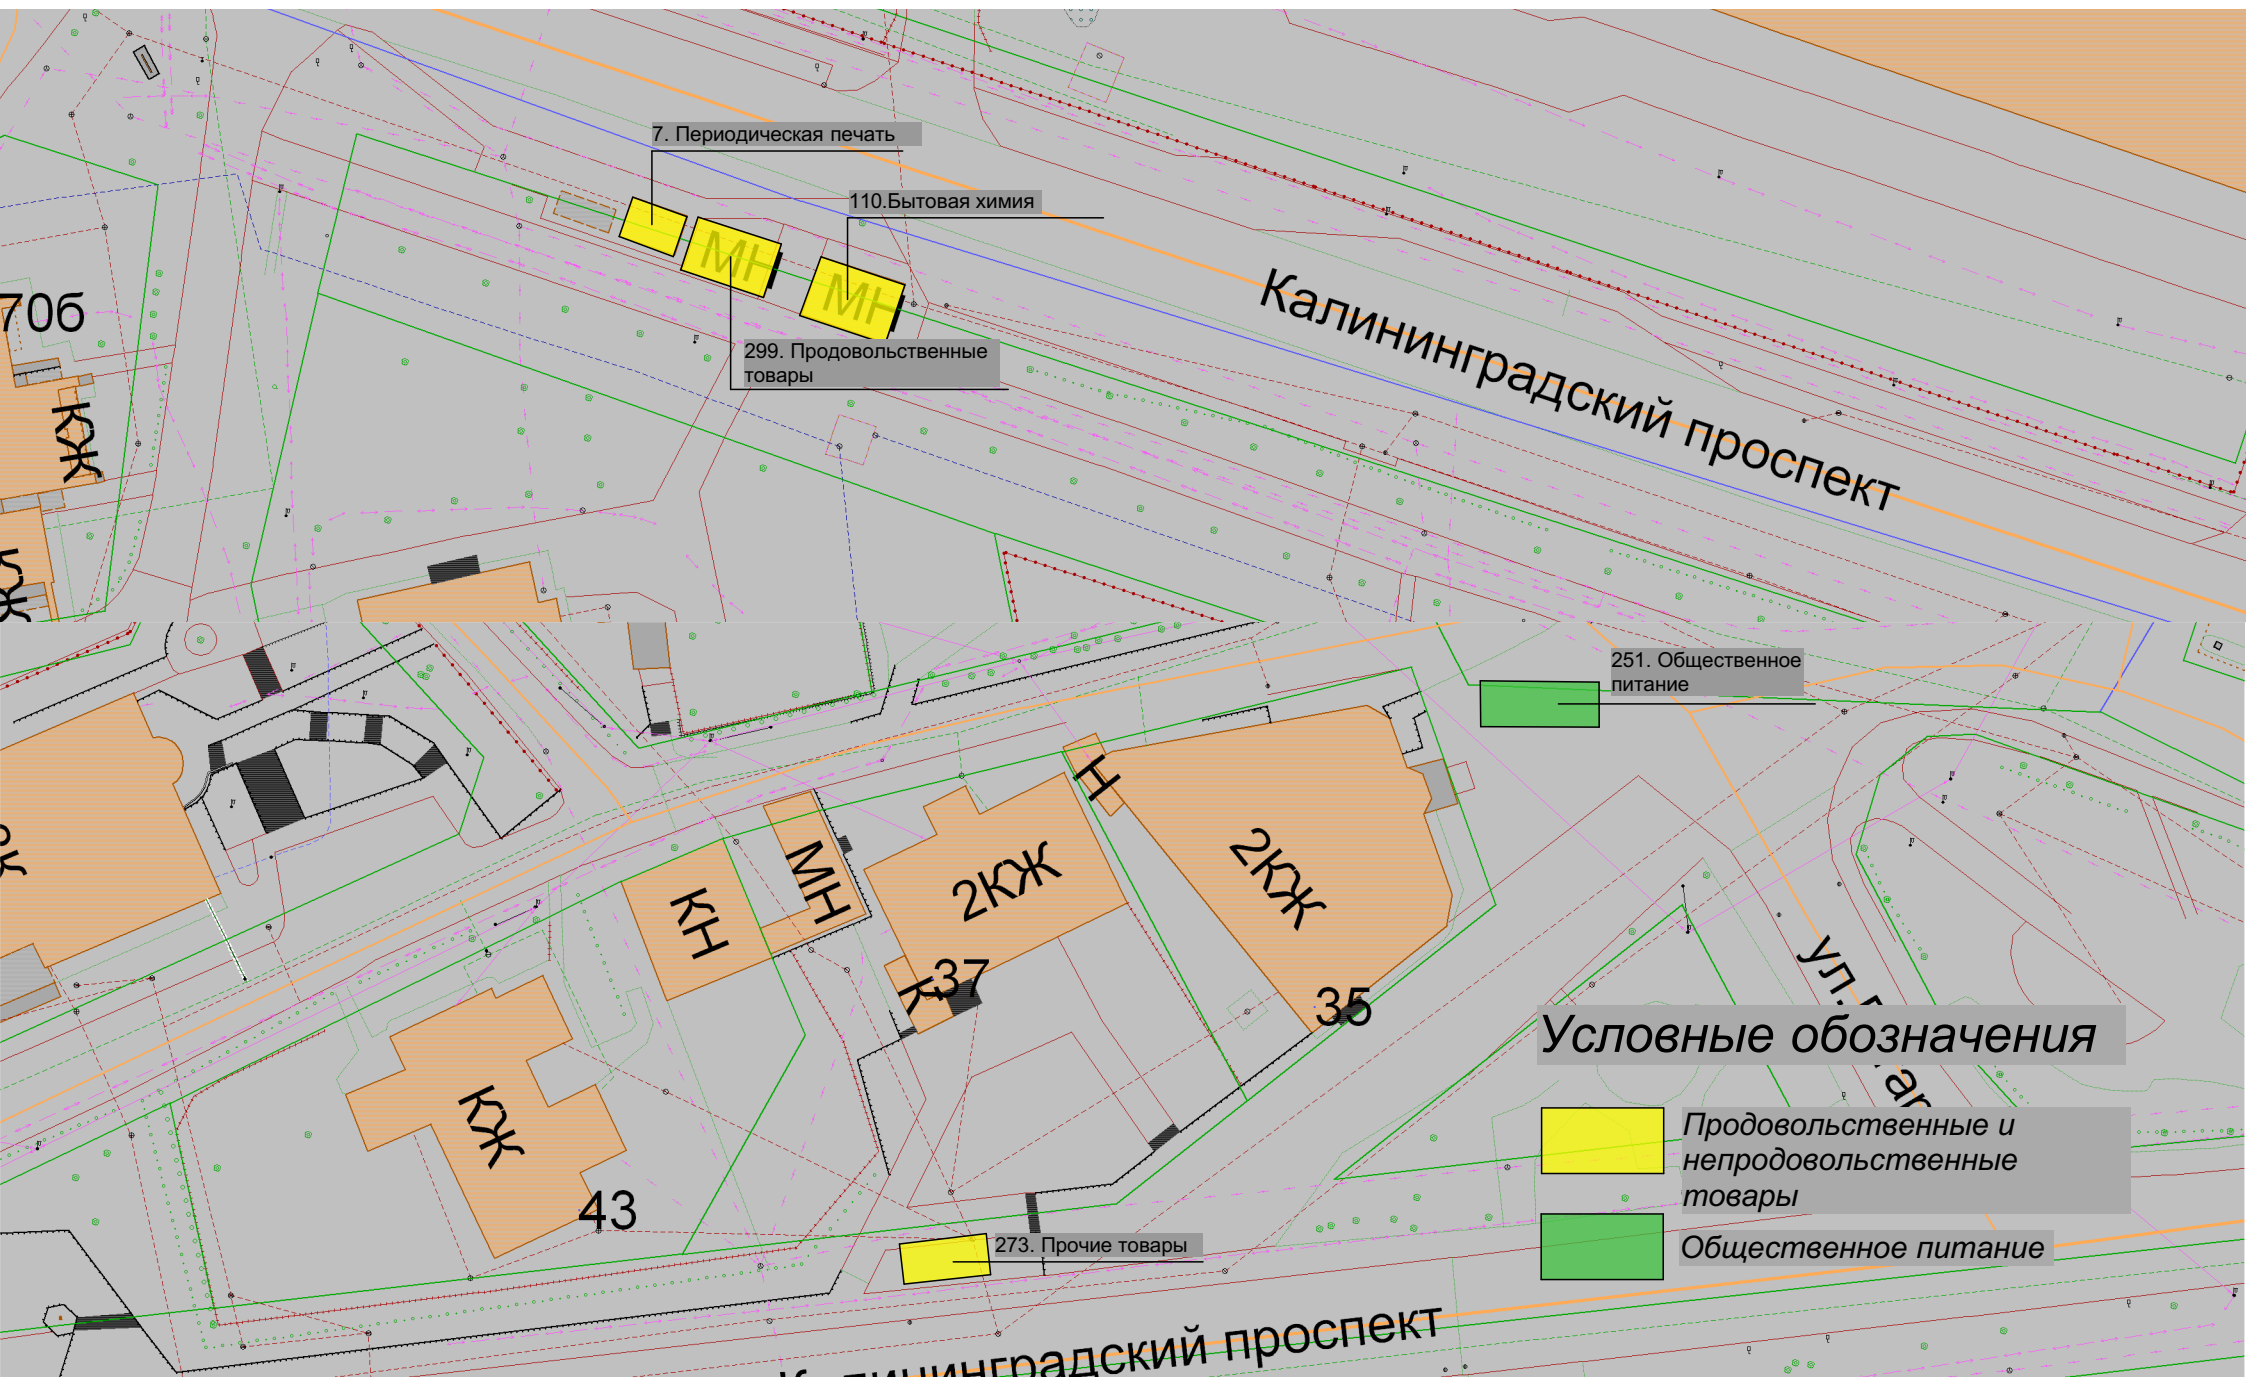 7. Периодическая печать
110.Бытовая химия
МН
МН
299. Продовольственные
товары
Калининградский проспект
70б
КЖ
251. Общественное
питание
Н
2КЖ
2КЖ
МН
КН
37
К
35
КЖ
43
273. Прочие товары
Калининградский проспект
ул.
Условные обозначения
Продовольственные и
непродовольственные
товары
Общественное питание